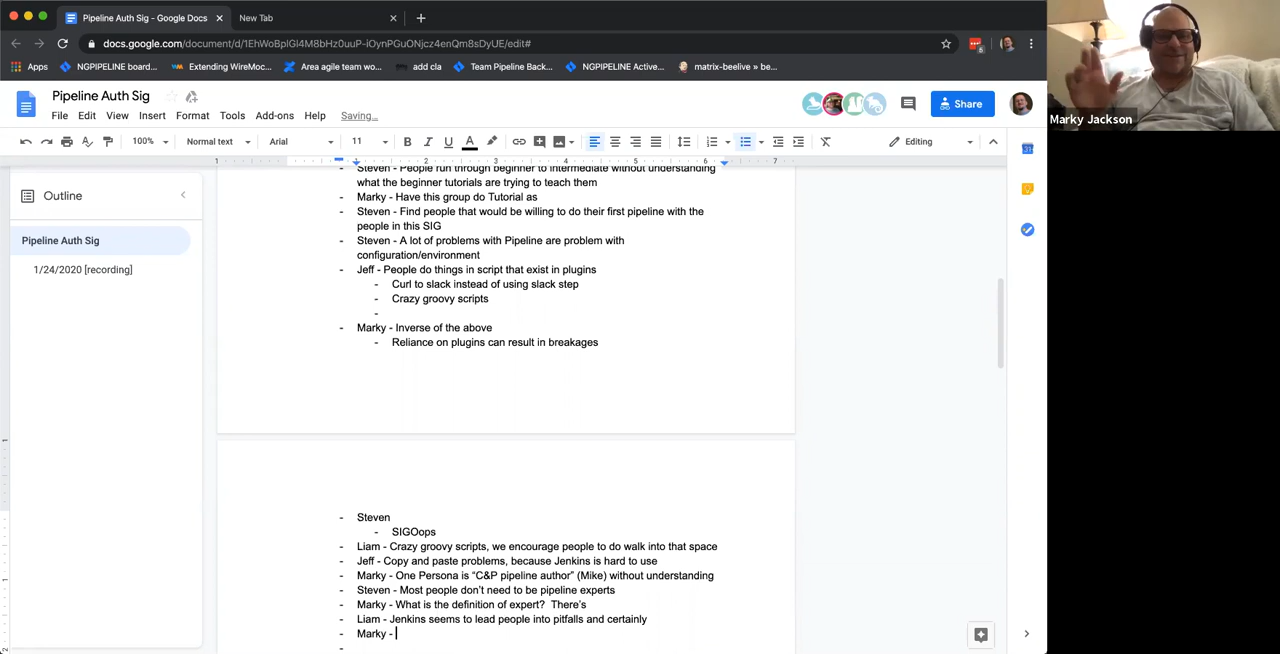 Pipeline Auth Sig - Google Docs
New Tab
docs.google.com/document/d/1EhWoBplGl4M8bHz0uuP-iOynPGuONjcz4enQm8sDyUE/edit#
Apps
NGPIPELINE board...
Extending WireMoc...
Area agile team wo...
add cla
Team Pipeline Back...
NGPIPELINE Active...
matrix-beelive » be...
Marky Jackson
Pipeline Auth Sig
File Edit View Insert Format Tools Add-ons Help Saving...
Share
100% Normal text Arial 11 B I U A Editing
1 1 2 3 4 5 6 7
Outline
Pipeline Auth Sig
1/24/2020 [recording]
- Steven - People run through beginner to intermediate without understanding
what the beginner tutorials are trying to teach them
- Marky - Have this group do Tutorial as
- Steven - Find people that would be willing to do their first pipeline with the
people in this SIG
- Steven - A lot of problems with Pipeline are problem with
configuration/environment
- Jeff - People do things in script that exist in plugins
- Curl to slack instead of using slack step
- Crazy groovy scripts
-
- Marky - Inverse of the above
- Reliance on plugins can result in breakages
- Steven
- SIGOops
- Liam - Crazy groovy scripts, we encourage people to do walk into that space
- Jeff - Copy and paste problems, because Jenkins is hard to use
- Marky - One Persona is “C&P pipeline author” (Mike) without understanding
- Steven - Most people don’t need to be pipeline experts
- Marky - What is the definition of expert? There’s
- Liam - Jenkins seems to lead people into pitfalls and certainly
- Marky -
-